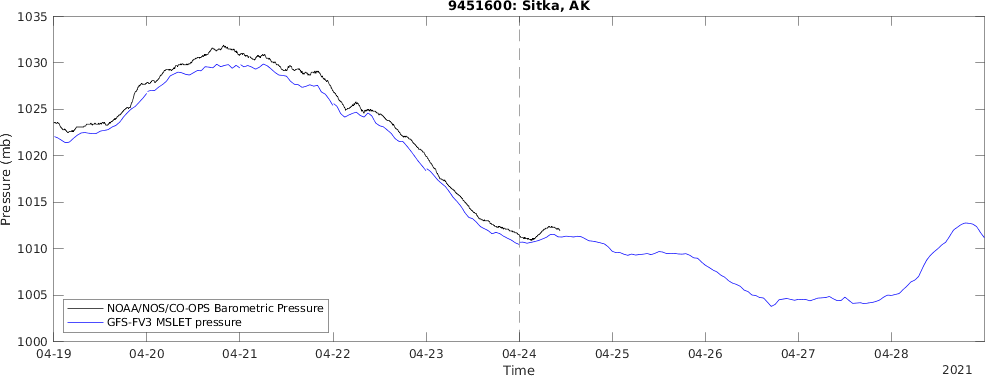 9451600: Sitka, AK
1035
1030
1025
1020
1015
1010
1005
1000
Pressure (mb)
NOAA/NOS/CO-OPS Barometric Pressure
GFS-FV3 MSLET pressure
04-19 04-20 04-21 04-22 04-23 04-24 04-25 04-26 04-27 04-28
Time
2021